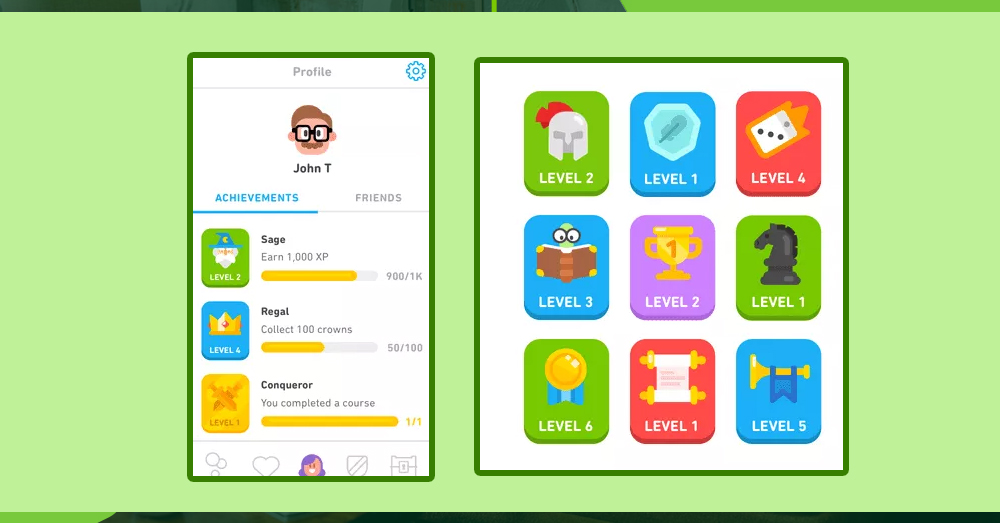 Profile
John T
ACHIEVEMENTS FRIENDS
Sage
Earn 1,000 XP
LEVEL 2
900/1K
Regal
Collect 100 crowns
LEVEL 4
50/100
Conqueror
You completed a course
LEVEL 1
1/1
LEVEL 2 LEVEL 1 LEVEL 4
LEVEL 3 1 LEVEL 2 LEVEL 1
LEVEL 6 LEVEL 1 LEVEL 5